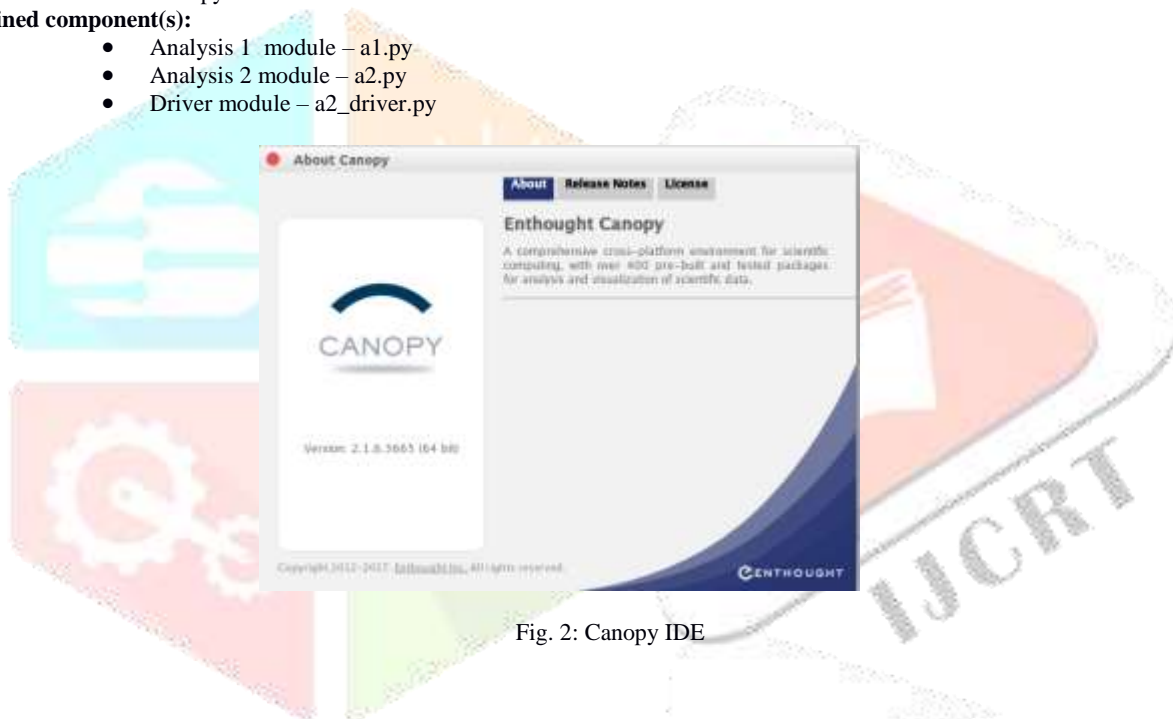 ined component(s):
• Analysis 1 module – a1.py
• Analysis 2 module – a2.py
• Driver module – a2_driver.py
About Canopy
About Release Notes License
Enthought Canopy
A comprehensive cross-platform environment for scientific
computing, with over 400 pre-built and tested packages
for analysis and visualization of scientific data.
CANOPY
Version: 2.1.6.3665 (64 bit)
Copyright 2012-2017, Enthought Inc. All rights reserved.
ENTHOUGHT
IJCRT
Fig. 2: Canopy IDE